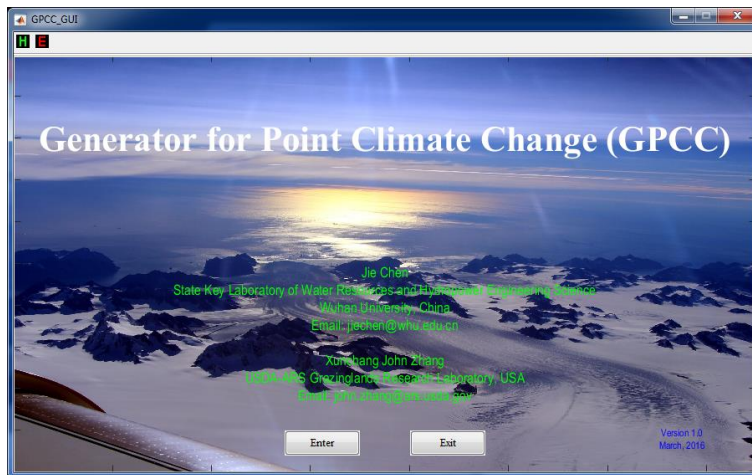 GPCC_GUI
H E
Generator for Point Climate Change (GPCC)
Jie Chen
State Key Laboratory of Water Resources and Hydropower Engineering Science
Wuhan University, China
Email: jiechen@whu.edu.cn
Xunchang John Zhang
USDA-ARS Grazinglands Research Laboratory, USA
Email: john.zhang@ars.usda.gov
Enter Exit
Version 1.0
March, 2016